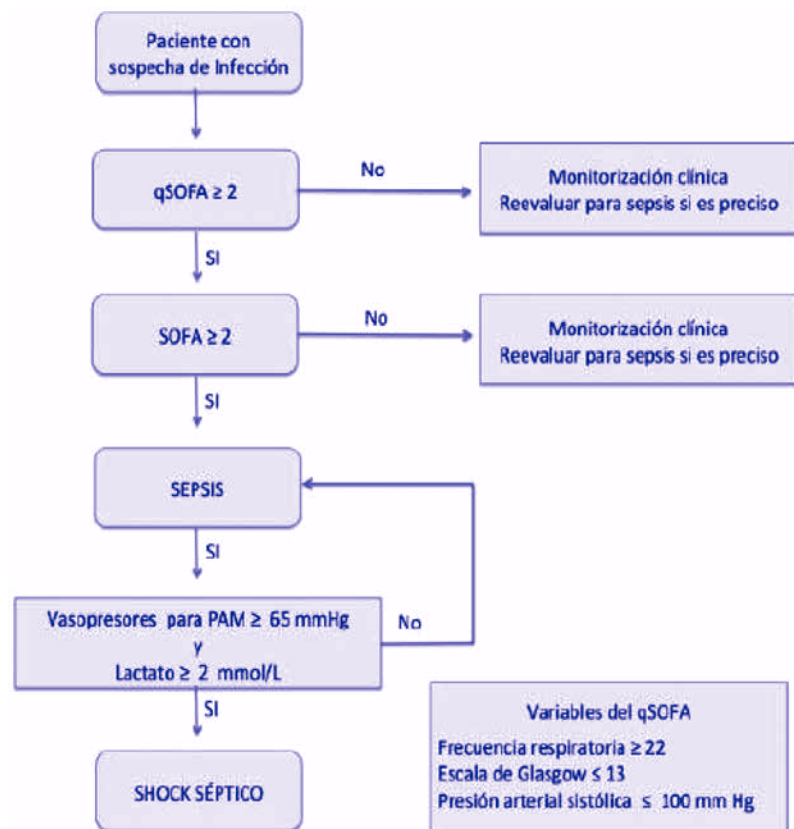 Paciente con
sospecha de Infección
qSOFA ≥ 2
No
Monitorización clínica
Reevaluar para sepsis si es preciso
SI
SOFA ≥ 2
No
Monitorización clínica
Reevaluar para sepsis si es preciso
SI
SEPSIS
SI
Vasopresores para PAM ≥ 65 mmHg
y
Lactato ≥ 2 mmol/L
No
SI
SHOCK SÉPTICO
Variables del qSOFA
Frecuencia respiratoria ≥ 22
Escala de Glasgow ≤ 13
Presión arterial sistólica ≤ 100 mm Hg